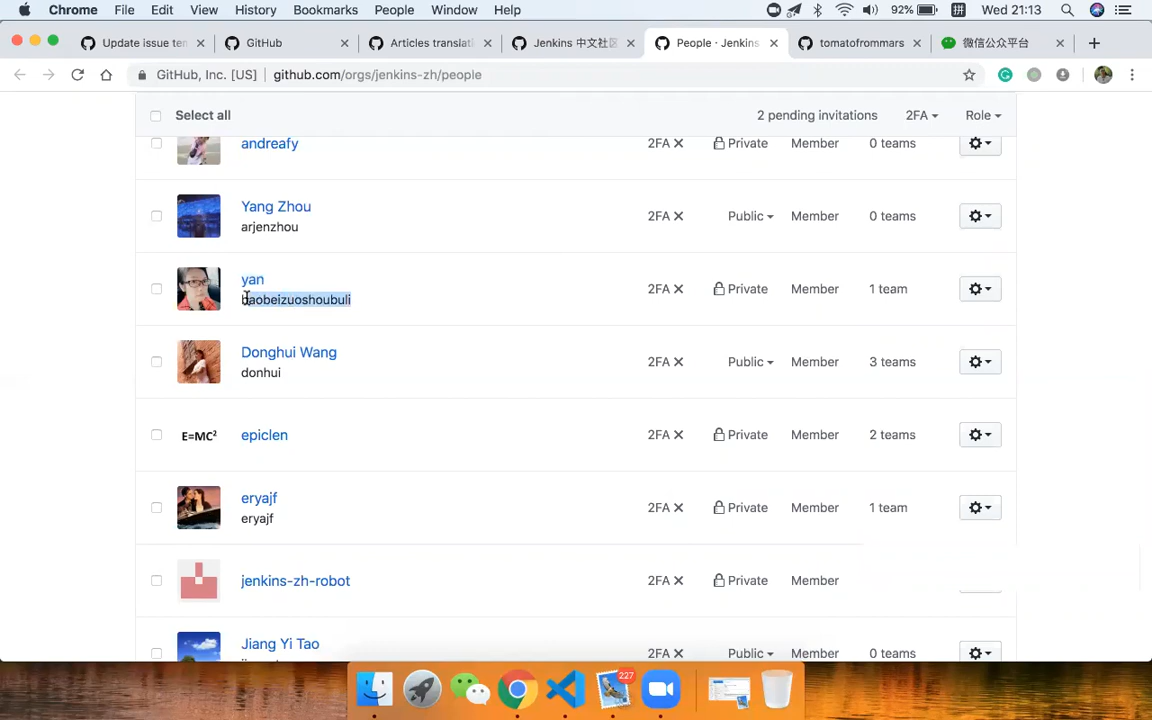 Chrome File Edit View History Bookmarks People Window Help 92% 拼 Wed 21:13
Update issue ten GitHub Articles translati Jenkins 中文社区 People · Jenkins tomatofrommars 微信公众平台
GitHub, Inc. [US] github.com/orgs/jenkins-zh/people
Select all 2 pending invitations 2FA Role
andreafy 2FA Private Member 0 teams
Yang Zhou
arjenzhou 2FA Public Member 0 teams
yan
baobeizuoshoubuli 2FA Private Member 1 team
Donghui Wang
donhui 2FA Public Member 3 teams
E=MC² epiclen 2FA Private Member 2 teams
eryajf
eryajf 2FA Private Member 1 team
jenkins-zh-robot 2FA Private Member
Jiang Yi Tao
2FA Public Member 0 teams
227